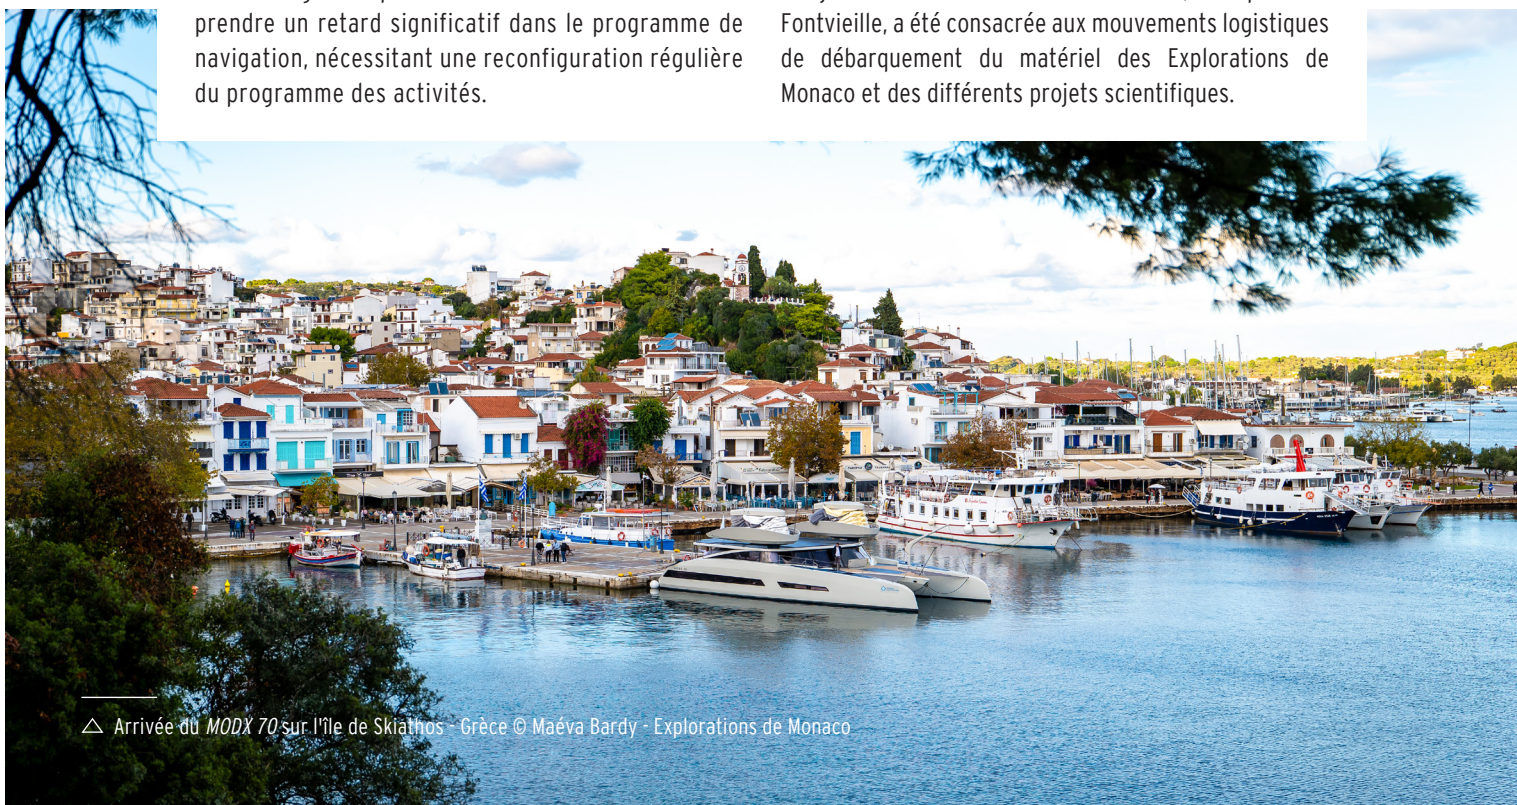 prendre un retard significatif dans le programme de
navigation, nécessitant une reconfiguration régulière
du programme des activités.
Fontvieille, a été consacrée aux mouvements logistiques
de débarquement du matériel des Explorations de
Monaco et des différents projets scientifiques.
△ Arrivée du MODX 70 sur l'île de Skiathos - Grèce © Maéva Bardy - Explorations de Monaco